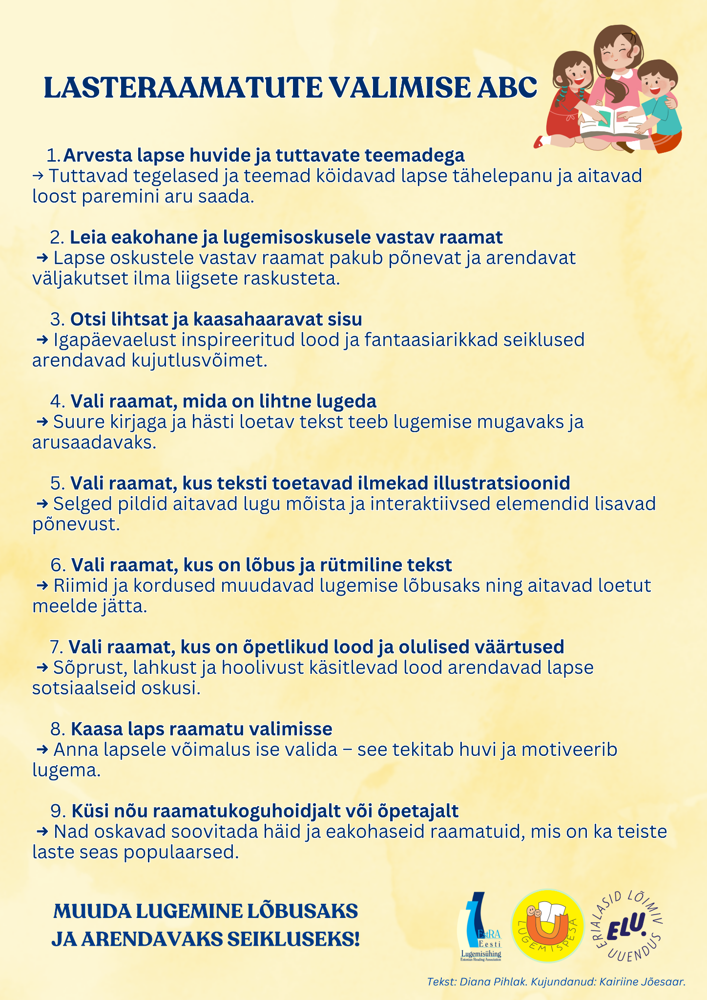 LASTERAAMATUTE VALIMISE ABC
1. Arvesta lapse huvide ja tuttavate teemadega
→ Tuttavad tegelased ja teemad köidavad lapse tähelepanu ja aitavad
loost paremini aru saada.
2. Leia eakohane ja lugemisoskusele vastav raamat
→ Lapse oskustele vastav raamat pakub põnevat ja arendavat
väljakutset ilma liigsete raskusteta.
3. Otsi lihtsat ja kaasahaaravat sisu
→ Igapäevaelust inspireeritud lood ja fantaasiarikkad seiklused
arendavad kujutlusvõimet.
4. Vali raamat, mida on lihtne lugeda
→ Suure kirjaga ja hästi loetav tekst teeb lugemise mugavaks ja
arusaadavaks.
5. Vali raamat, kus teksti toetavad ilmekad illustratsioonid
→ Selged pildid aitavad lugu mõista ja interaktiivsed elemendid lisavad
põnevust.
6. Vali raamat, kus on lõbus ja rütmiline tekst
→ Riimid ja kordused muudavad lugemise lõbusaks ning aitavad loetut
meelde jätta.
7. Vali raamat, kus on õpetlikud lood ja olulised väärtused
→ Sõprust, lahkust ja hoolivust käsitlevad lood arendavad lapse
sotsiaalseid oskusi.
8. Kaasa laps raamatu valimisse
→ Anna lapsele võimalus ise valida – see tekitab huvi ja motiveerib
lugema.
9. Küsi nõu raamatukoguhoidjalt või õpetajalt
→ Nad oskavad soovitada häid ja eakohaseid raamatuid, mis on ka teiste
laste seas populaarsed.
MUUDA LUGEMINE LÕBUSAKS
JA ARENDAVAKS SEIKLUSEKS!
EstRA
Eesti
Lugemisühing
Estonian Reading Association
LUGEMISPESA
ERIALASID LÕIMIV
ELU.
UUENDUS
Tekst: Diana Pihlak. Kujundanud: Kairiine Jõesaar.